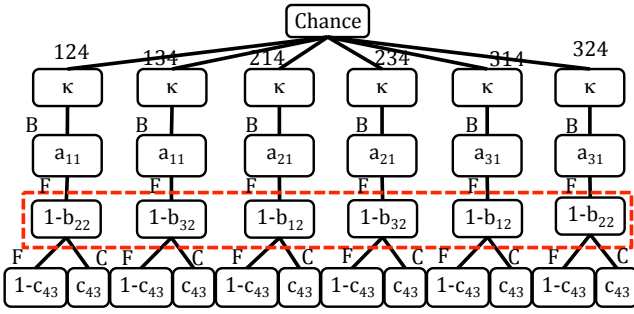 Chance
124 134 214 234 314 324
κ κ κ κ κ κ
B B B B B B
a₁₁ a₁₁ a₂₁ a₂₁ a₃₁ a₃₁
F F F F F F
1-b₂₂ 1-b₃₂ 1-b₁₂ 1-b₃₂ 1-b₁₂ 1-b₂₂
F C F C F C F C F C F C
1-c₄₃ c₄₃ 1-c₄₃ c₄₃ 1-c₄₃ c₄₃ 1-c₄₃ c₄₃ 1-c₄₃ c₄₃ 1-c₄₃ c₄₃